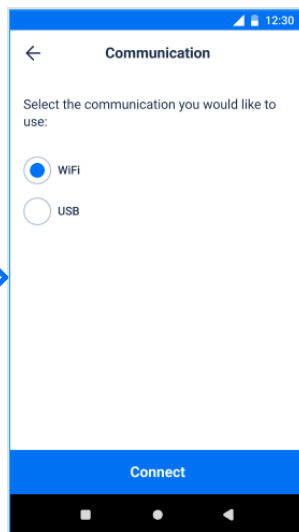 12:30
Communication
Select the communication you would like to
use:
WiFi
USB
Connect